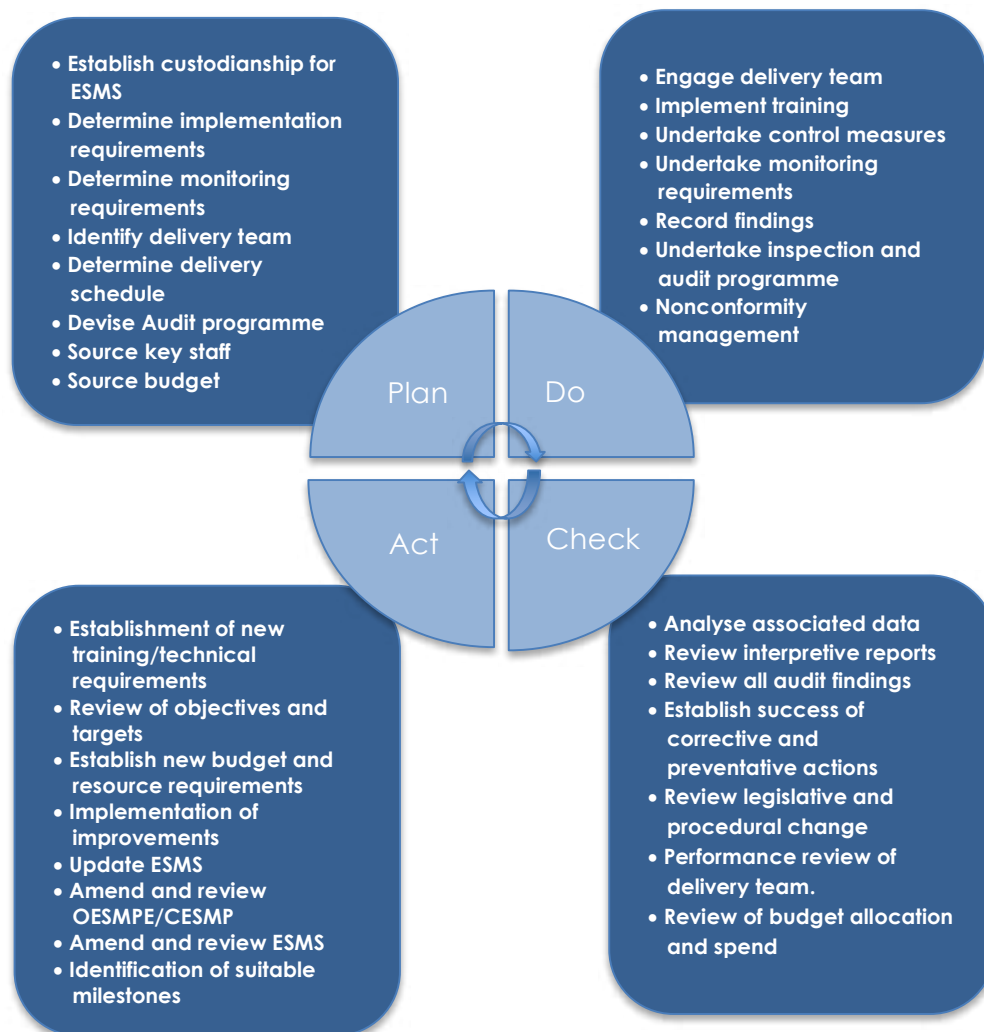 • Establish custodianship for
ESMS
• Determine implementation
requirements
• Determine monitoring
requirements
• Identify delivery team
• Determine delivery
schedule
• Devise Audit programme
• Source key staff
• Source budget
• Engage delivery team
• Implement training
• Undertake control measures
• Undertake monitoring
requirements
• Record findings
• Undertake inspection and
audit programme
• Nonconformity
management
Plan
Do
Act
Check
• Establishment of new
training/technical
requirements
• Review of objectives and
targets
• Establish new budget and
resource requirements
• Implementation of
improvements
• Update ESMS
• Amend and review
OESMPE/CESMP
• Amend and review ESMS
• Identification of suitable
milestones
• Analyse associated data
• Review interpretive reports
• Review all audit findings
• Establish success of
corrective and
preventative actions
• Review legislative and
procedural change
• Performance review of
delivery team.
• Review of budget allocation
and spend